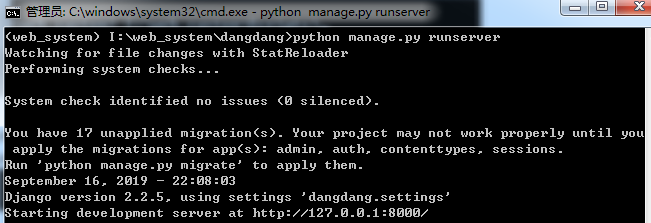 管理员: C:\windows\system32\cmd.exe - python  manage.py runserver
(web_system) I:\web_system\dangdang>python manage.py runserver
Watching for file changes with StatReloader
Performing system checks...
System check identified no issues (0 silenced).
You have 17 unapplied migration(s). Your project may not work properly until you
 apply the migrations for app(s): admin, auth, contenttypes, sessions.
Run 'python manage.py migrate' to apply them.
September 16, 2019 - 22:08:03
Django version 2.2.5, using settings 'dangdang.settings'
Starting development server at http://127.0.0.1:8000/